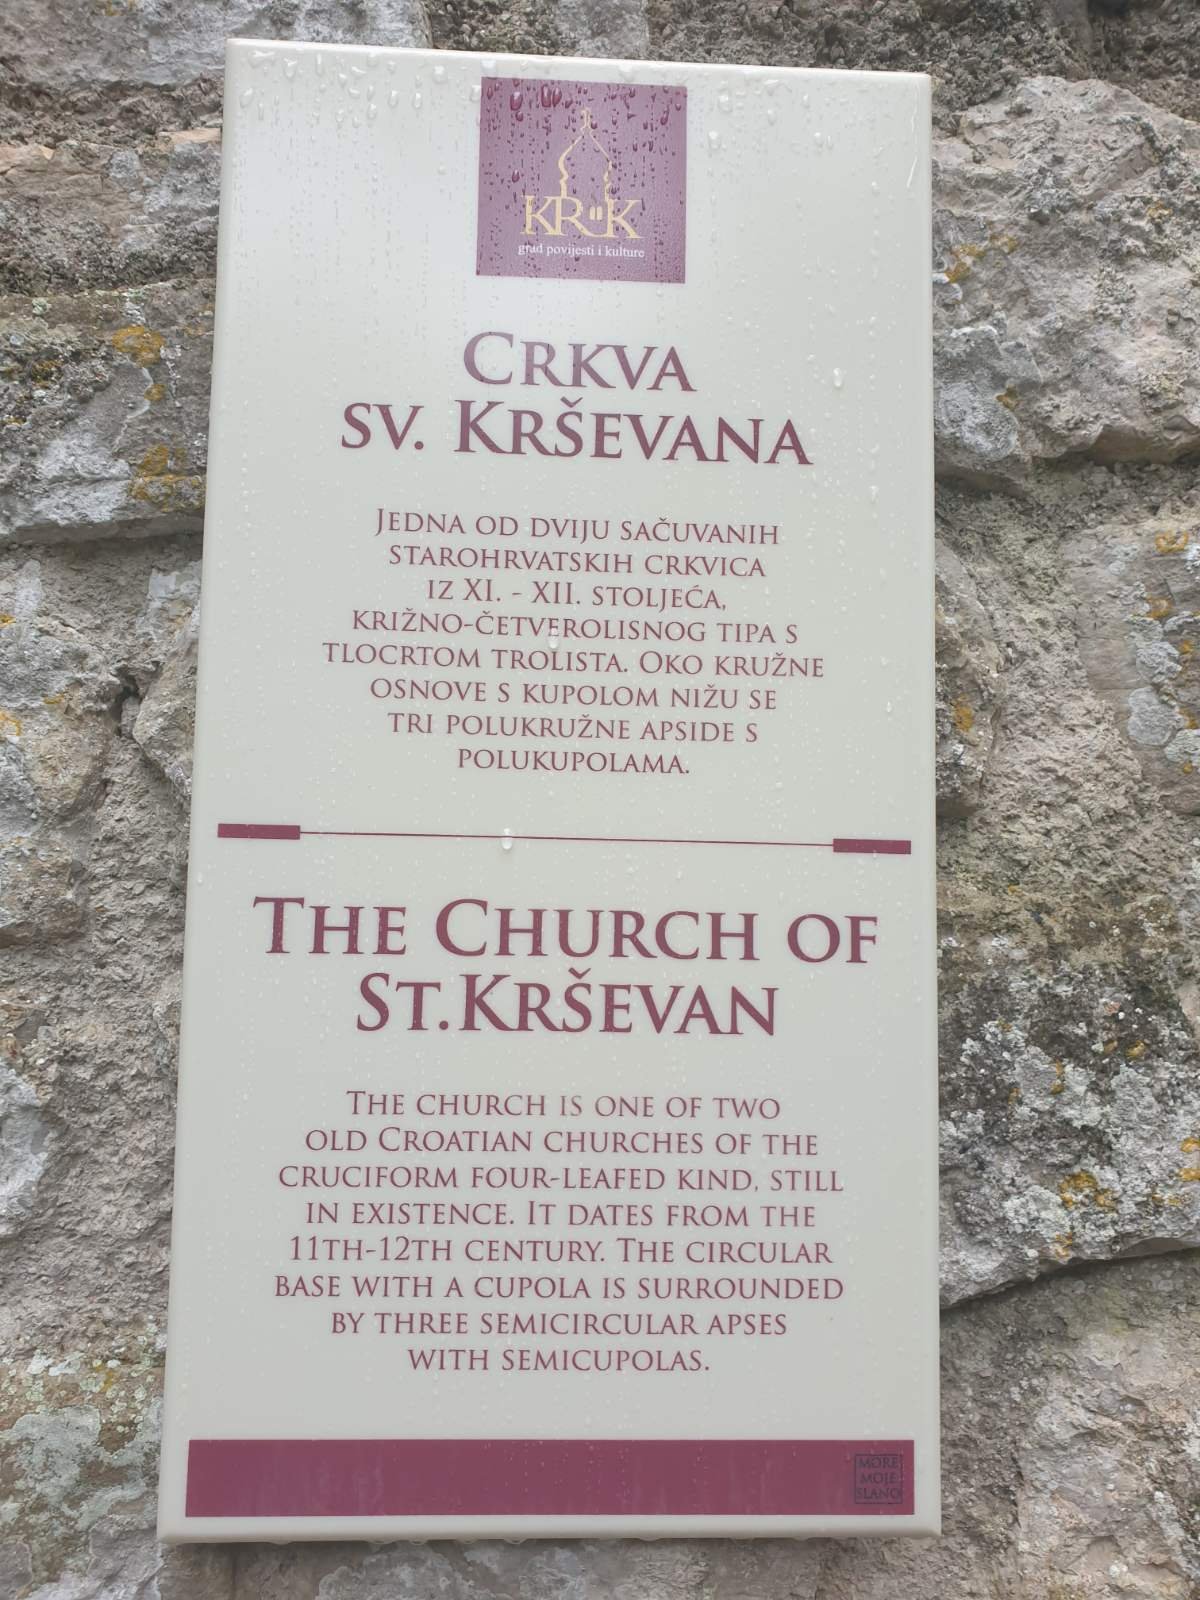 KRK
grad povijesti i kulture
CRKVA
SV. KRŠEVANA
JEDNA OD DVIJU SAČUVANIH
STAROHRVATSKIH CRKVICA
IZ XI. - XII. STOLJEĆA,
KRIŽNO-ČETVEROLISNOG TIPA S
TLOCRTOM TROLISTA. OKO KRUŽNE
OSNOVE S KUPOLOM NIŽU SE
TRI POLUKRUŽNE APSIDE S
POLUKUPOLAMA.
THE CHURCH OF
ST.KRŠEVAN
THE CHURCH IS ONE OF TWO
OLD CROATIAN CHURCHES OF THE
CRUCIFORM FOUR-LEAFED KIND, STILL
IN EXISTENCE. IT DATES FROM THE
11TH-12TH CENTURY. THE CIRCULAR
BASE WITH A CUPOLA IS SURROUNDED
BY THREE SEMICIRCULAR APSES
WITH SEMICUPOLAS.
MORE
MOJE
SLANO